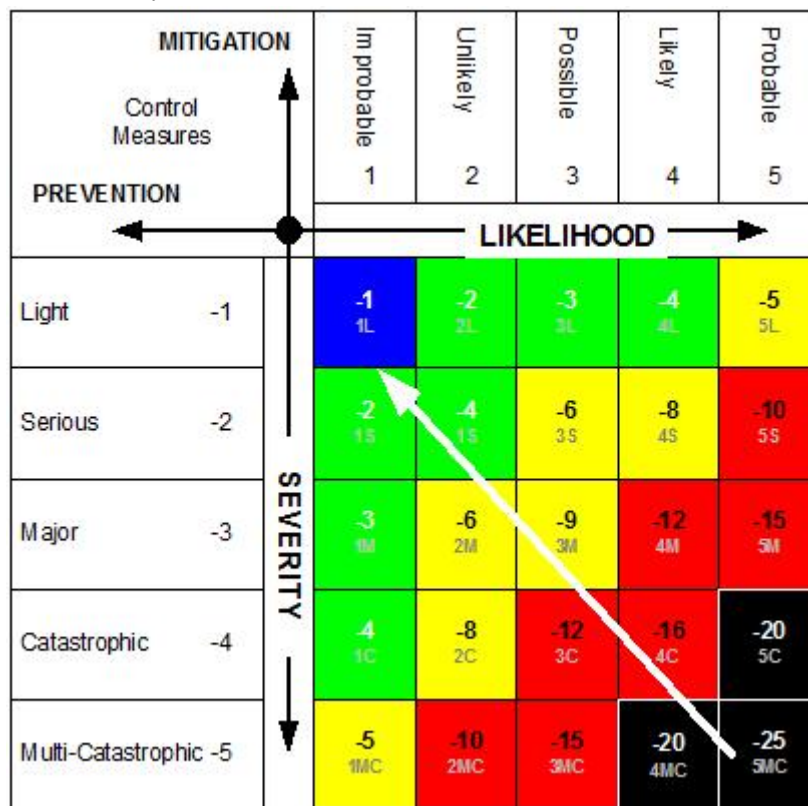 MITIGATION
Control
Measures
PREVENTION
Improbable
1
Unlikely
2
Possible
3
Likely
4
Probable
5
LIKELIHOOD
SEVERITY
Light -1
-1
1L
-2
2L
-3
3L
-4
4L
-5
5L
Serious -2
-2
1S
-4
1S
-6
3S
-8
4S
-10
5S
Major -3
-3
1M
-6
2M
-9
3M
-12
4M
-15
5M
Catastrophic -4
-4
1C
-8
2C
-12
3C
-16
4C
-20
5C
Multi-Catastrophic -5
-5
1MC
-10
2MC
-15
3MC
-20
4MC
-25
5MC